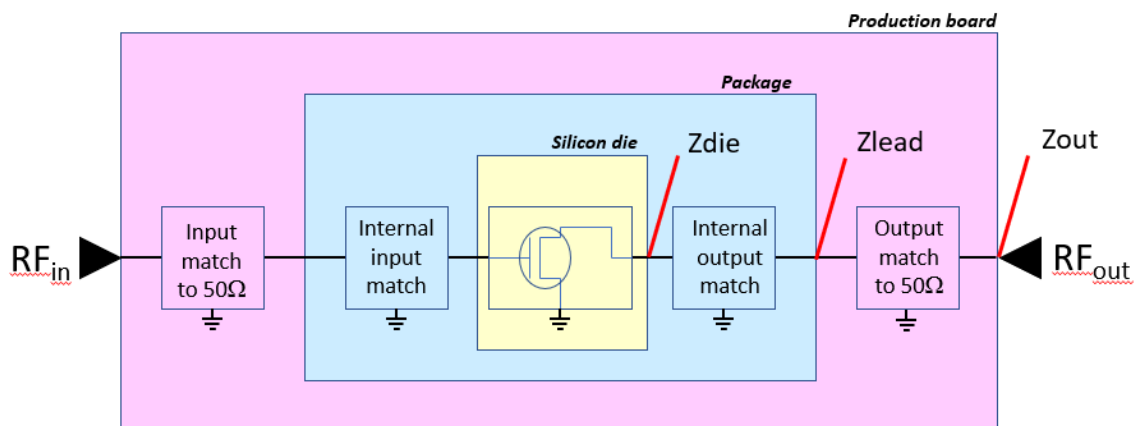 Production board
Package
Silicon die
Zdie
Zlead
Zout
RFin
Input
match
to 50Ω
Internal
input
match
Internal
output
match
Output
match
to 50Ω
RFout